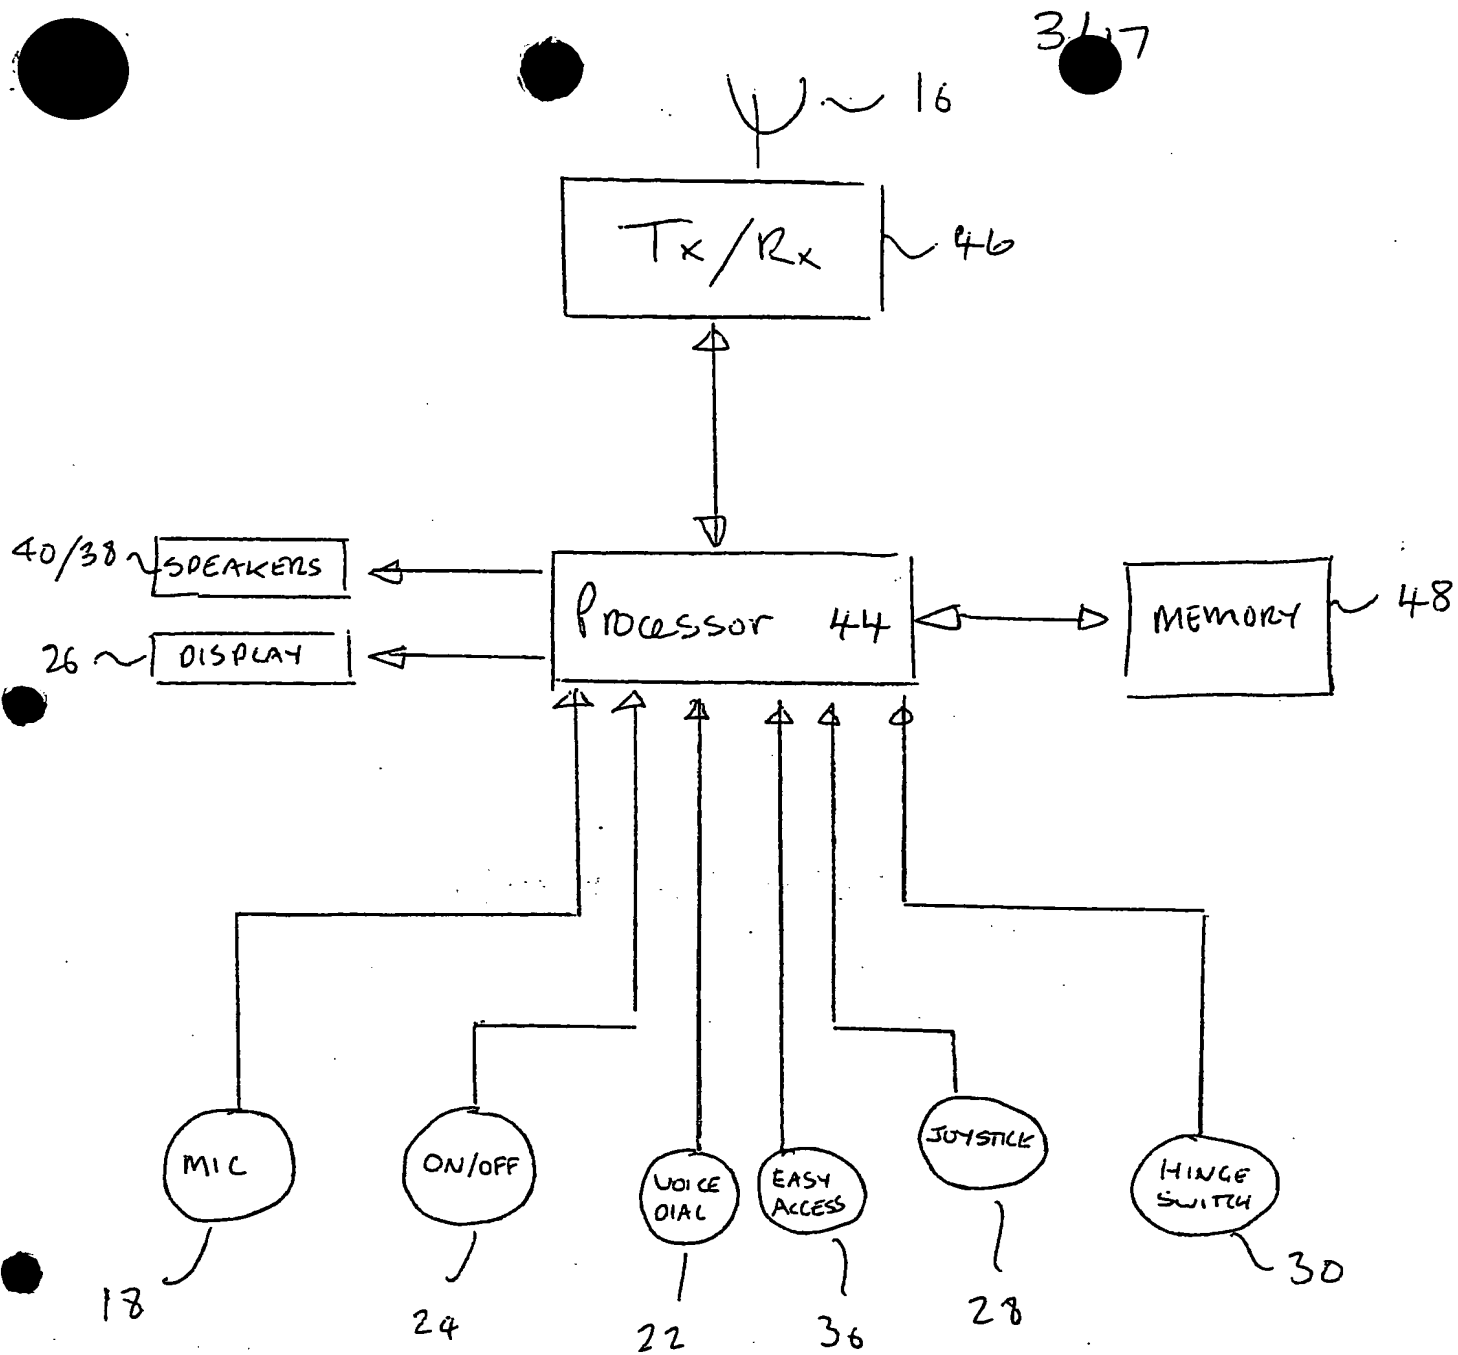 3/17
16
Tx/Rx
46
40/38
SPEAKERS
Processor 44
MEMORY
48
26
DISPLAY
MIC
ON/OFF
VOICE
DIAL
EASY
ACCESS
JOYSTICK
HINGE
SWITCH
18
24
22
36
28
30